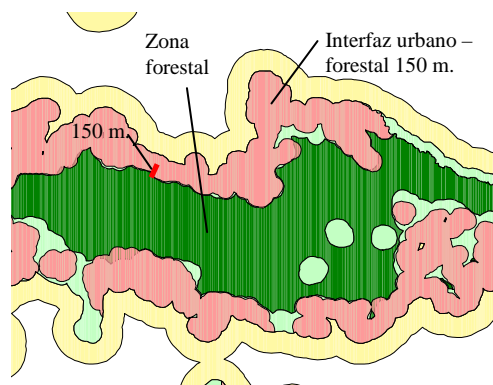 Zona
forestal
Interfaz urbano –
forestal 150 m.
150 m.